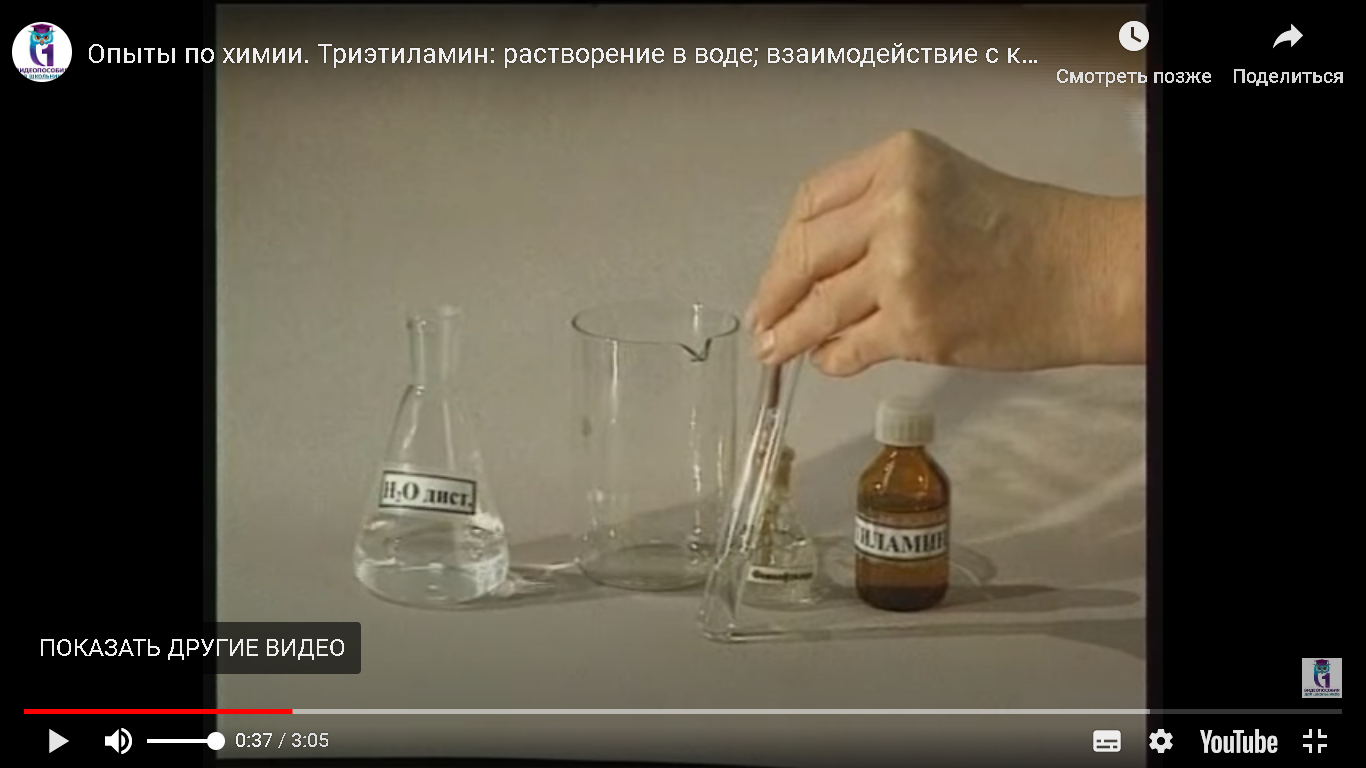 Опыты по химии. Триэтиламин: растворение в воде; взаимодействие с к...
Смотреть позже
Поделиться
H₂O дист.
ИЛАМИН
ПОКАЗАТЬ ДРУГИЕ ВИДЕО
0:37 / 3:05
YouTube